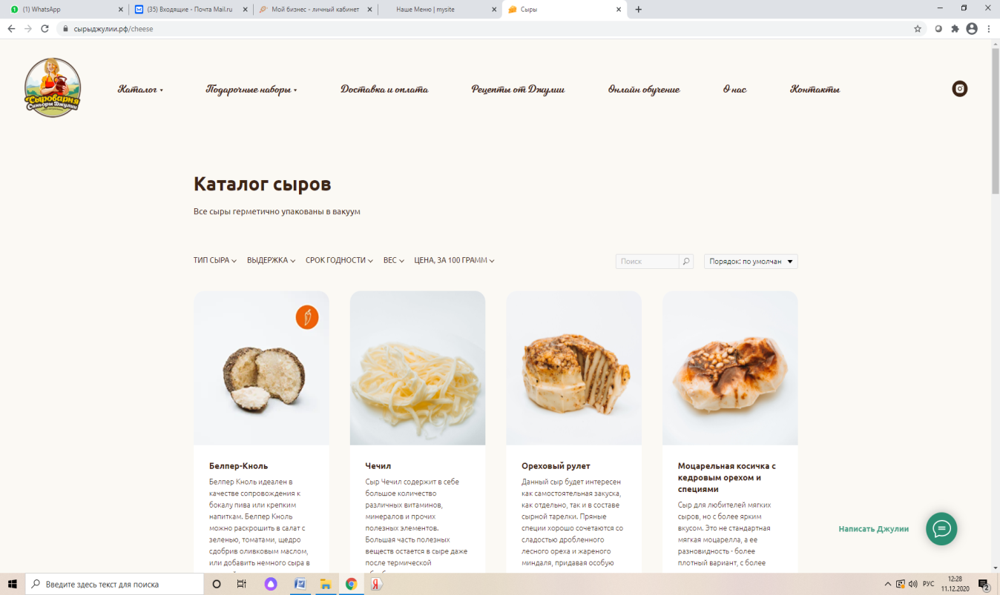 (1) WhatsApp
(35) Входящие - Почта Mail.ru
Мой бизнес - личный кабинет
Наше Меню | mysite
Сыры
сырыджулии.рф/cheese
Сыроварня
Синьоры Джулии
Каталог
Подарочные наборы
Доставка и оплата
Рецепты от Джулии
Онлайн обучение
О нас
Контакты
Каталог сыров
Все сыры герметично упакованы в вакуум
ТИП СЫРА
ВЫДЕРЖКА
СРОК ГОДНОСТИ
ВЕС
ЦЕНА, ЗА 100 ГРАММ
Поиск
Порядок: по умолчан
Белпер-Кноль
Белпер Кноль идеален в
качестве сопровождения к
бокалу пива или крепким
напиткам. Белпер Кноль
можно раскрошить в салат с
зеленью, томатами, щедро
сдобрив оливковым маслом,
или добавить немного сыра в
Чечил
Сыр Чечил содержит в себе
большое количество
различных витаминов,
минералов и прочих
полезных элементов.
Большая часть полезных
веществ остается в сыре даже
после термической
Ореховый рулет
Данный сыр будет интересен
как самостоятельная закуска,
как отдельно, так и в составе
сырной тарелки. Пряные
специи хорошо сочетаются со
сладостью дробленного
лесного ореха и жареного
миндаля, придавая особую
Моцарельная косичка с
кедровым орехом и
специями
Сыр для любителей мягких
сыров, но с более ярким
вкусом. Это не стандартная
мягкая моцарелла, а ее
разновидность - более
плотный вариант, с более
Написать Джулии
Введите здесь текст для поиска
РУС
12:28
11.12.2020
2